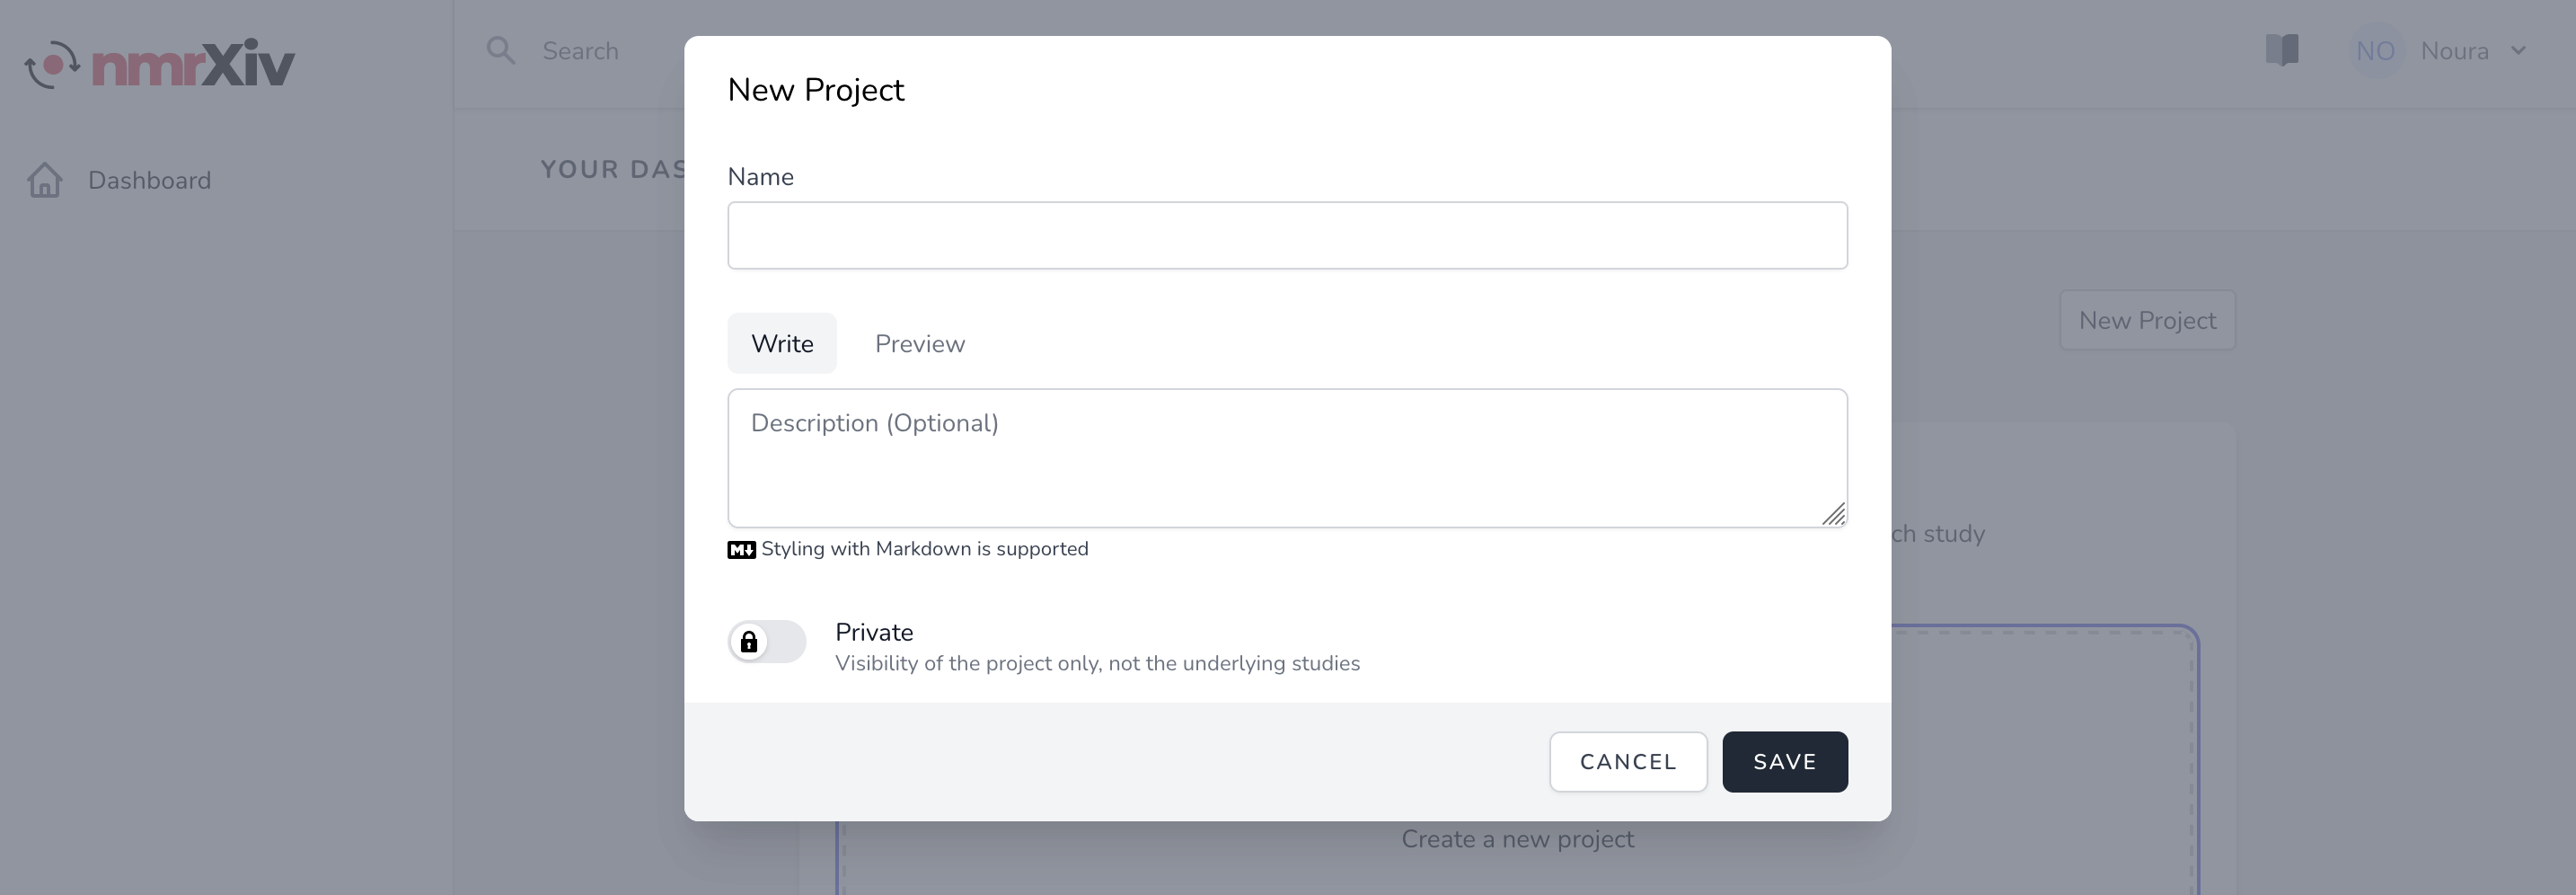 nmrXiv
Search
NO Noura
Dashboard
YOUR DAS
New Project
Name
Write Preview
Description (Optional)
M Styling with Markdown is supported
Private
Visibility of the project only, not the underlying studies
CANCEL SAVE
New Project
ch study
Create a new project